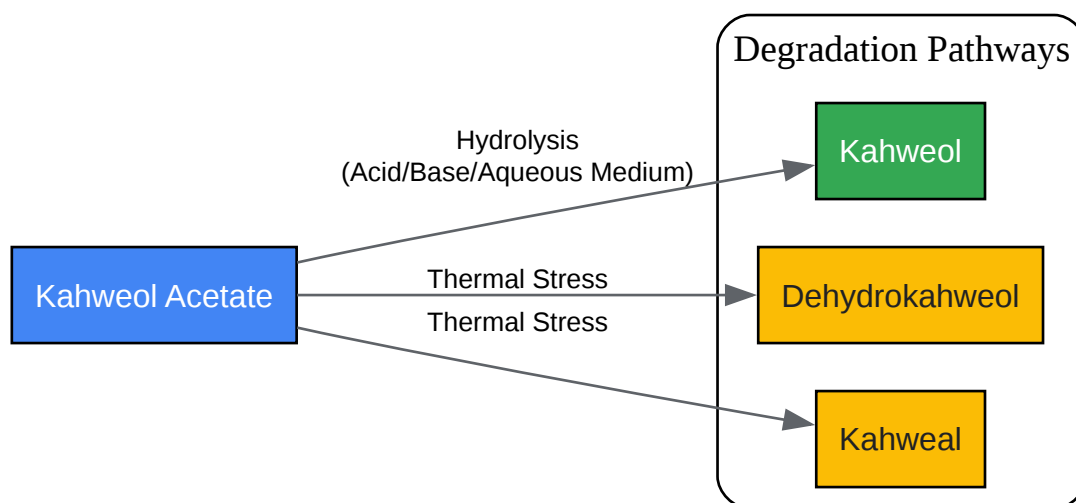 Degradation Pathways
Hydrolysis
(Acid/Base/Aqueous Medium)
Kahweol
Kahweol Acetate
Thermal Stress
Dehydrokahweol
Thermal Stress
Kahweal